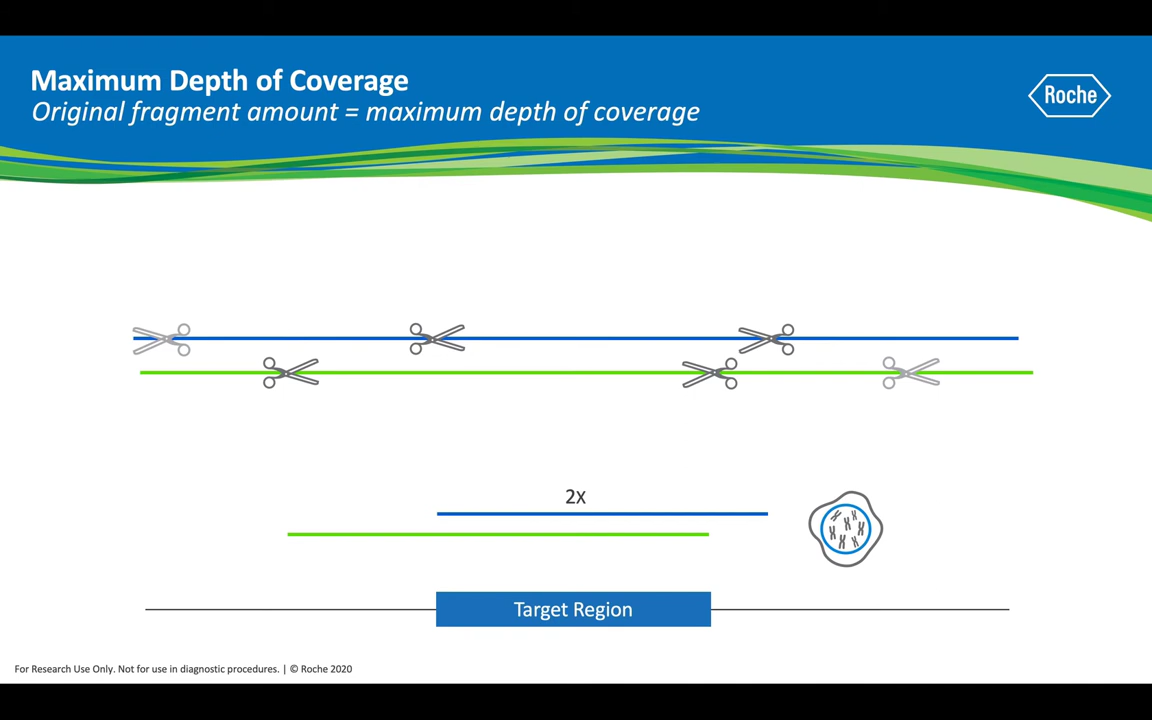 Maximum Depth of Coverage
Original fragment amount = maximum depth of coverage
Roche
2x
Target Region
For Research Use Only. Not for use in diagnostic procedures. | © Roche 2020